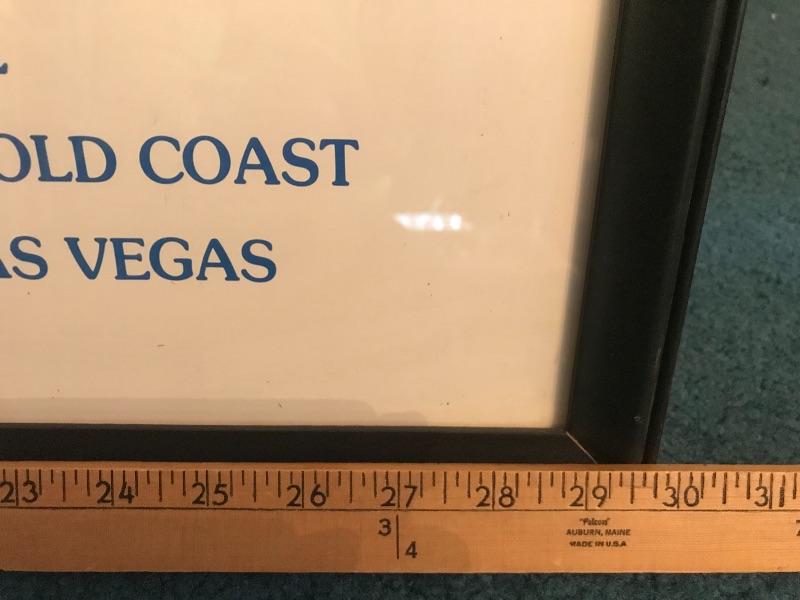 OLD COAST
AS VEGAS
23 24 25 26 27 28 29 30 31
3 4
"Falcon"
AUBURN, MAINE
MADE IN U.S.A